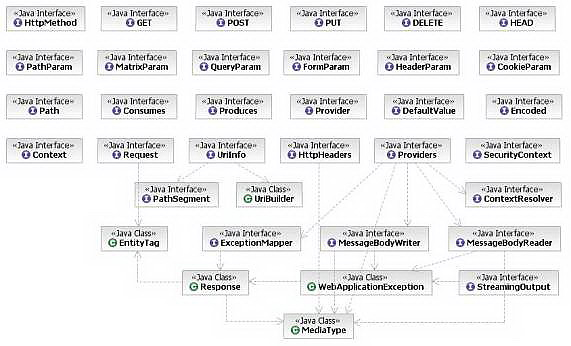 «Java Interface»
HttpMethod
«Java Interface»
GET
«Java Interface»
POST
«Java Interface»
PUT
«Java Interface»
DELETE
«Java Interface»
HEAD
«Java Interface»
PathParam
«Java Interface»
MatrixParam
«Java Interface»
QueryParam
«Java Interface»
FormParam
«Java Interface»
HeaderParam
«Java Interface»
CookieParam
«Java Interface»
Path
«Java Interface»
Consumes
«Java Interface»
Produces
«Java Interface»
Provider
«Java Interface»
DefaultValue
«Java Interface»
Encoded
«Java Interface»
Context
«Java Interface»
Request
«Java Interface»
UriInfo
«Java Interface»
HttpHeaders
«Java Interface»
Providers
«Java Interface»
SecurityContext
«Java Interface»
PathSegment
«Java Class»
UriBuilder
«Java Interface»
ContextResolver
«Java Class»
EntityTag
«Java Interface»
ExceptionMapper
«Java Interface»
MessageBodyWriter
«Java Interface»
MessageBodyReader
«Java Class»
Response
«Java Class»
WebApplicationException
«Java Interface»
StreamingOutput
«Java Class»
MediaType